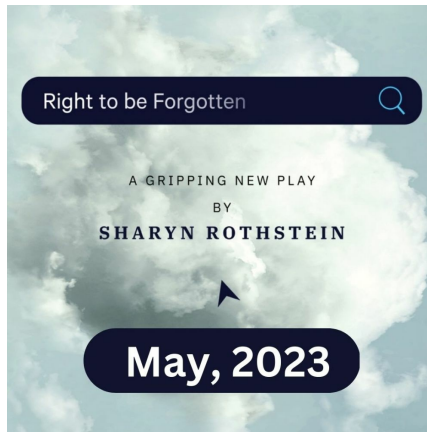 Right to be Forgotten
A GRIPPING NEW PLAY
BY
SHARYN ROTHSTEIN
May, 2023